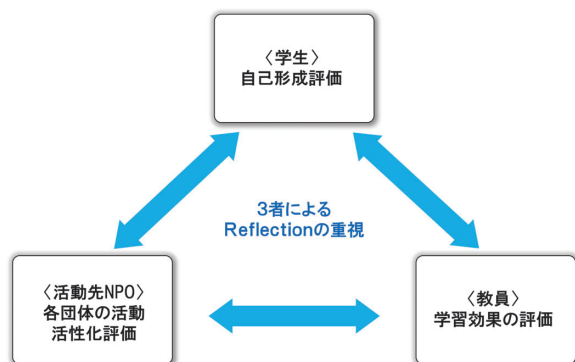 〈学生〉
自己形成評価
3者による
Reflectionの重視
〈活動先NPO〉
各団体の活動
活性化評価
〈教員〉
学習効果の評価